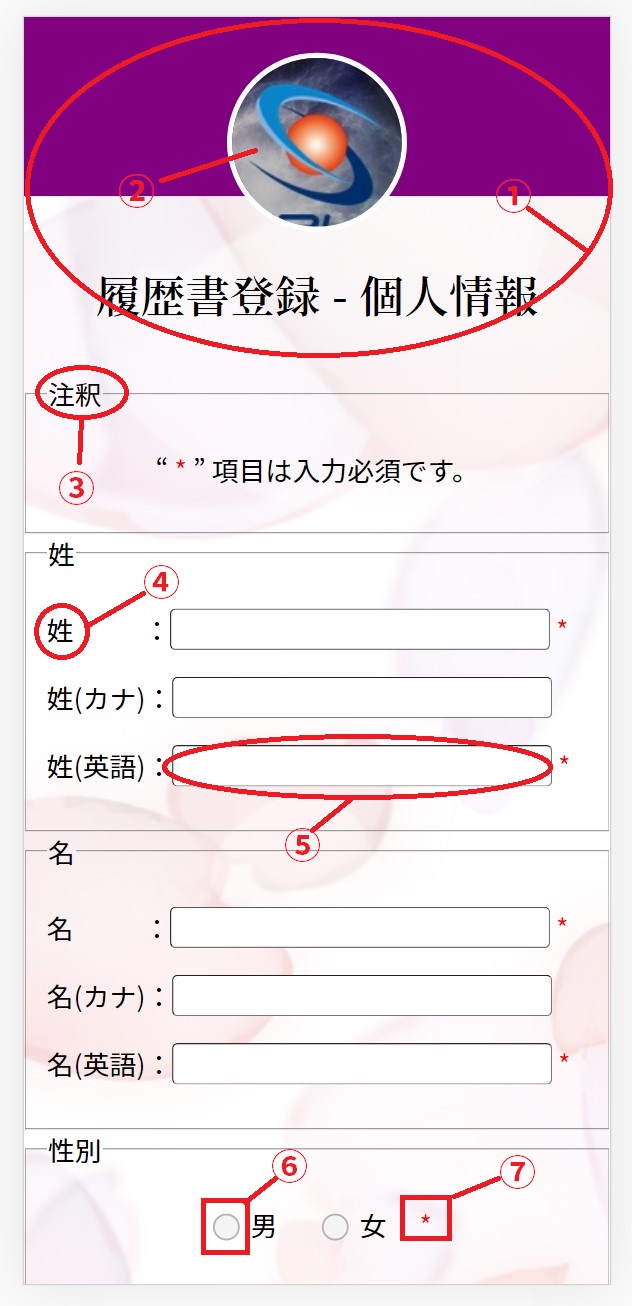 ②
①
履歴書登録 - 個人情報
注釈
③
“ * ” 項目は入力必須です。
姓
④
姓 : *
姓(カナ) :
姓(英語) : *
⑤
名
名 : *
名(カナ) :
名(英語) : *
性別
⑥ ⑦
男 女 *